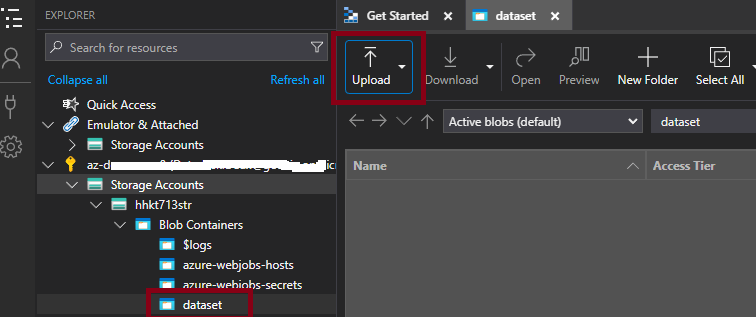 EXPLORER
Search for resources
Collapse all
Refresh all
Quick Access
Emulator & Attached
Storage Accounts
Storage Accounts
hhkt713str
Blob Containers
$logs
azure-webjobs-hosts
azure-webjobs-secrets
dataset
Get Started
dataset
Upload
Download
Open
Preview
New Folder
Select All
Active blobs (default)
dataset
Name
Access Tier